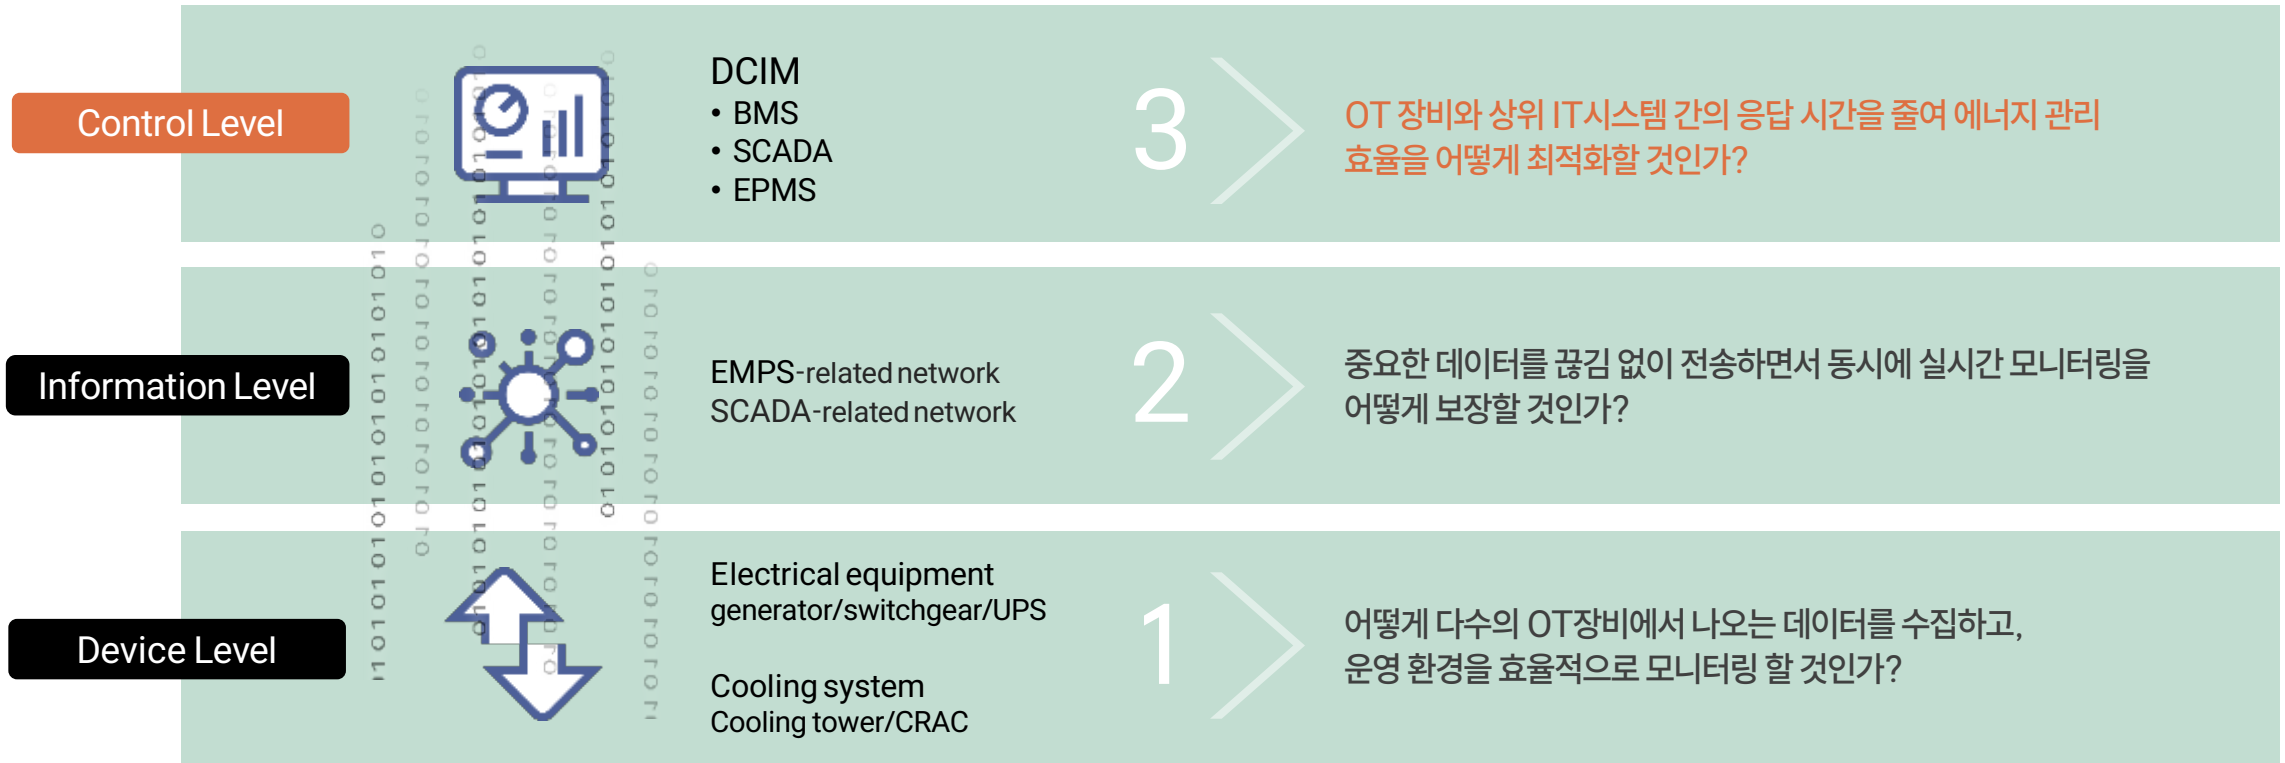 Control Level
DCIM
• BMS
• SCADA
• EPMS
3
OT 장비와 상위 IT시스템 간의 응답 시간을 줄여 에너지 관리
효율을 어떻게 최적화할 것인가?
Information Level
EMPS-related network
SCADA-related network
2
중요한 데이터를 끊김 없이 전송하면서 동시에 실시간 모니터링을
어떻게 보장할 것인가?
Device Level
Electrical equipment
generator/switchgear/UPS
Cooling system
Cooling tower/CRAC
1
어떻게 다수의 OT장비에서 나오는 데이터를 수집하고,
운영 환경을 효율적으로 모니터링 할 것인가?